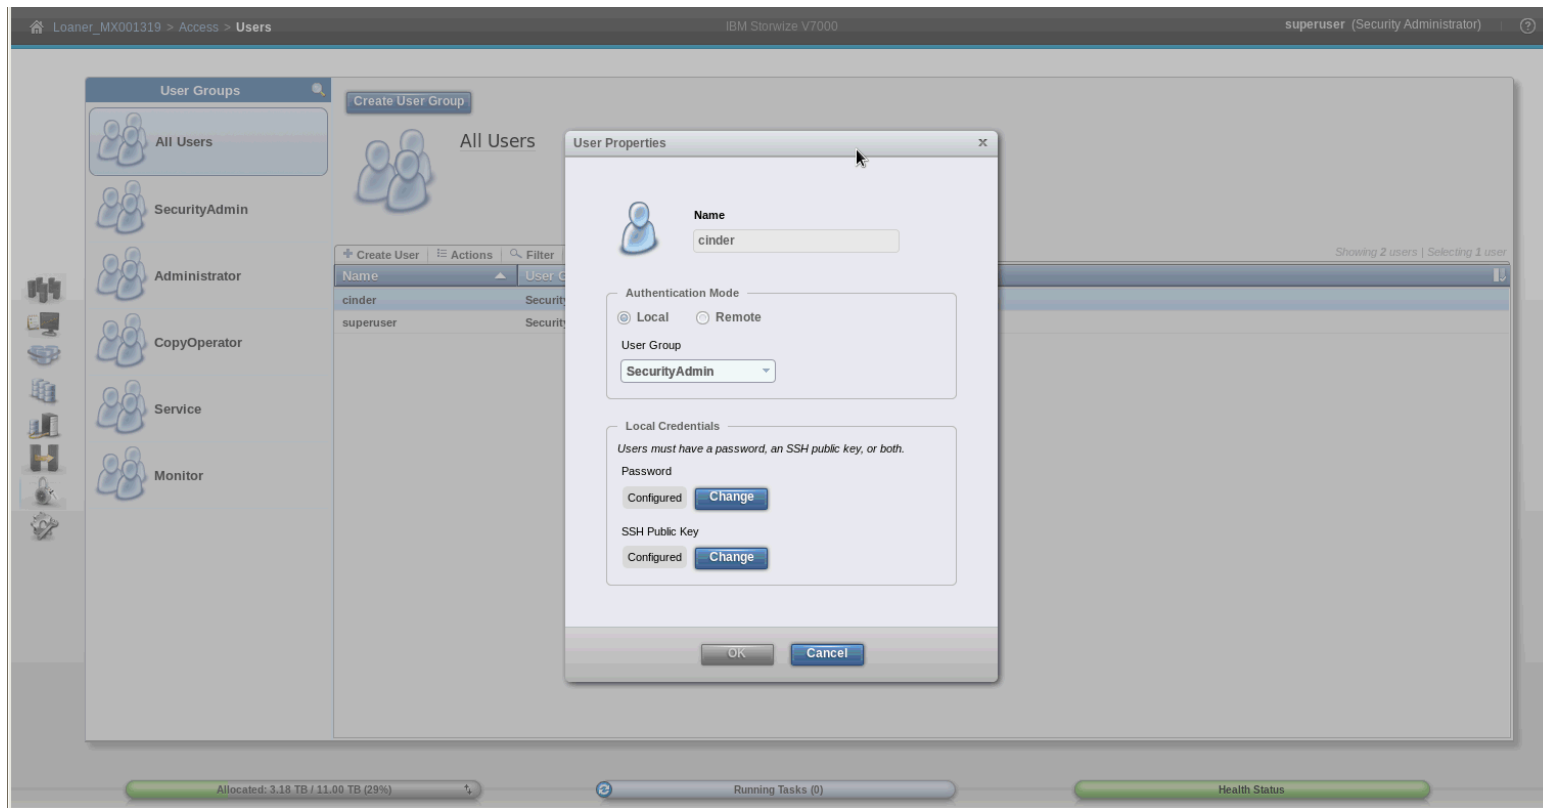 Loaner_MX001319 > Access > Users
IBM Storwize V7000
superuser (Security Administrator)
User Groups
All Users
SecurityAdmin
Administrator
CopyOperator
Service
Monitor
Create User Group
All Users
Create User
Actions
Filter
Showing 2 users | Selecting 1 user
Name
User G
cinder
Securit
superuser
Securit
User Properties
x
Name
cinder
Authentication Mode
Local
Remote
User Group
SecurityAdmin
Local Credentials
Users must have a password, an SSH public key, or both.
Password
Configured
Change
SSH Public Key
Configured
Change
OK
Cancel
Allocated: 3.18 TB / 11.00 TB (29%)
Running Tasks (0)
Health Status